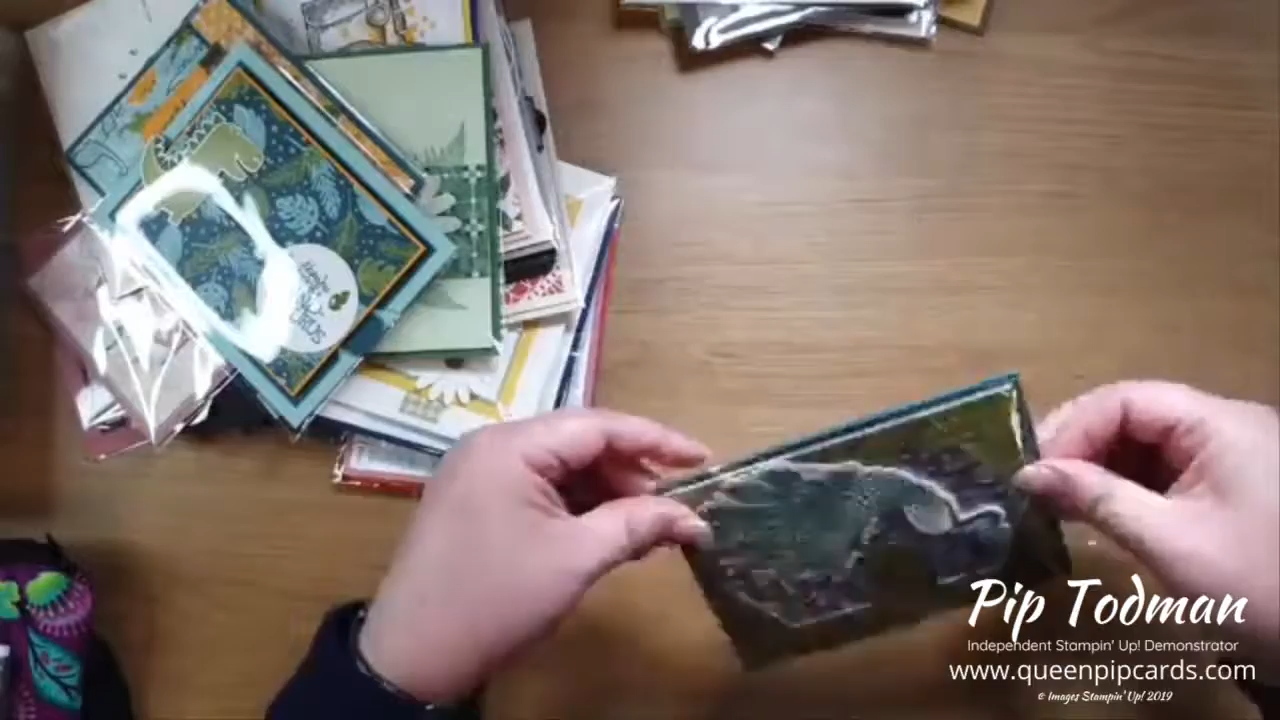 Pip Todman
Independent Stampin' Up! Demonstrator
www.queenpipcards.com
© Images Stampin' Up! 2019